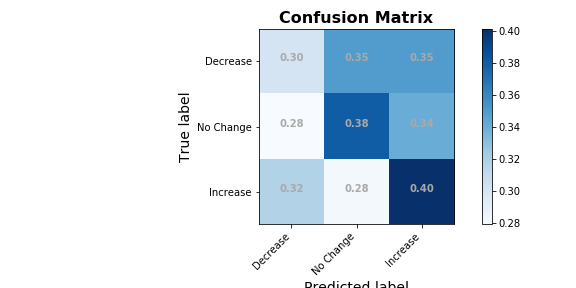 Confusion Matrix
True label
Decrease 0.30 0.35 0.35
No Change 0.28 0.38 0.34
Increase 0.32 0.28 0.40
Decrease No Change Increase
Predicted label
0.40
0.38
0.36
0.34
0.32
0.30
0.28